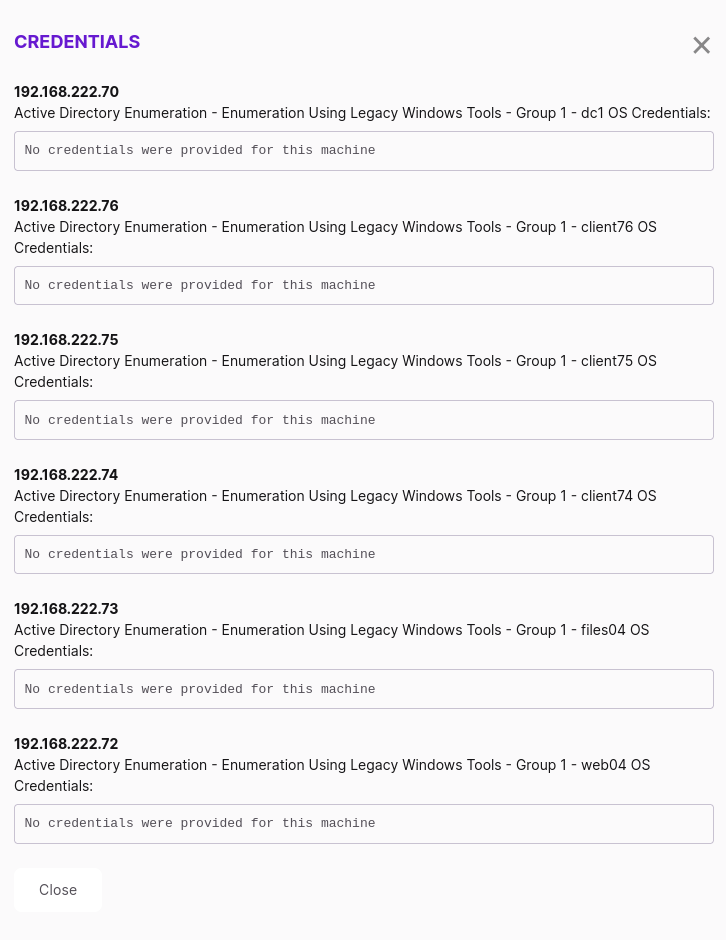 CREDENTIALS
192.168.222.70
Active Directory Enumeration - Enumeration Using Legacy Windows Tools - Group 1 - dc1 OS Credentials:
No credentials were provided for this machine
192.168.222.76
Active Directory Enumeration - Enumeration Using Legacy Windows Tools - Group 1 - client76 OS
Credentials:
No credentials were provided for this machine
192.168.222.75
Active Directory Enumeration - Enumeration Using Legacy Windows Tools - Group 1 - client75 OS
Credentials:
No credentials were provided for this machine
192.168.222.74
Active Directory Enumeration - Enumeration Using Legacy Windows Tools - Group 1 - client74 OS
Credentials:
No credentials were provided for this machine
192.168.222.73
Active Directory Enumeration - Enumeration Using Legacy Windows Tools - Group 1 - files04 OS
Credentials:
No credentials were provided for this machine
192.168.222.72
Active Directory Enumeration - Enumeration Using Legacy Windows Tools - Group 1 - web04 OS
Credentials:
No credentials were provided for this machine
Close